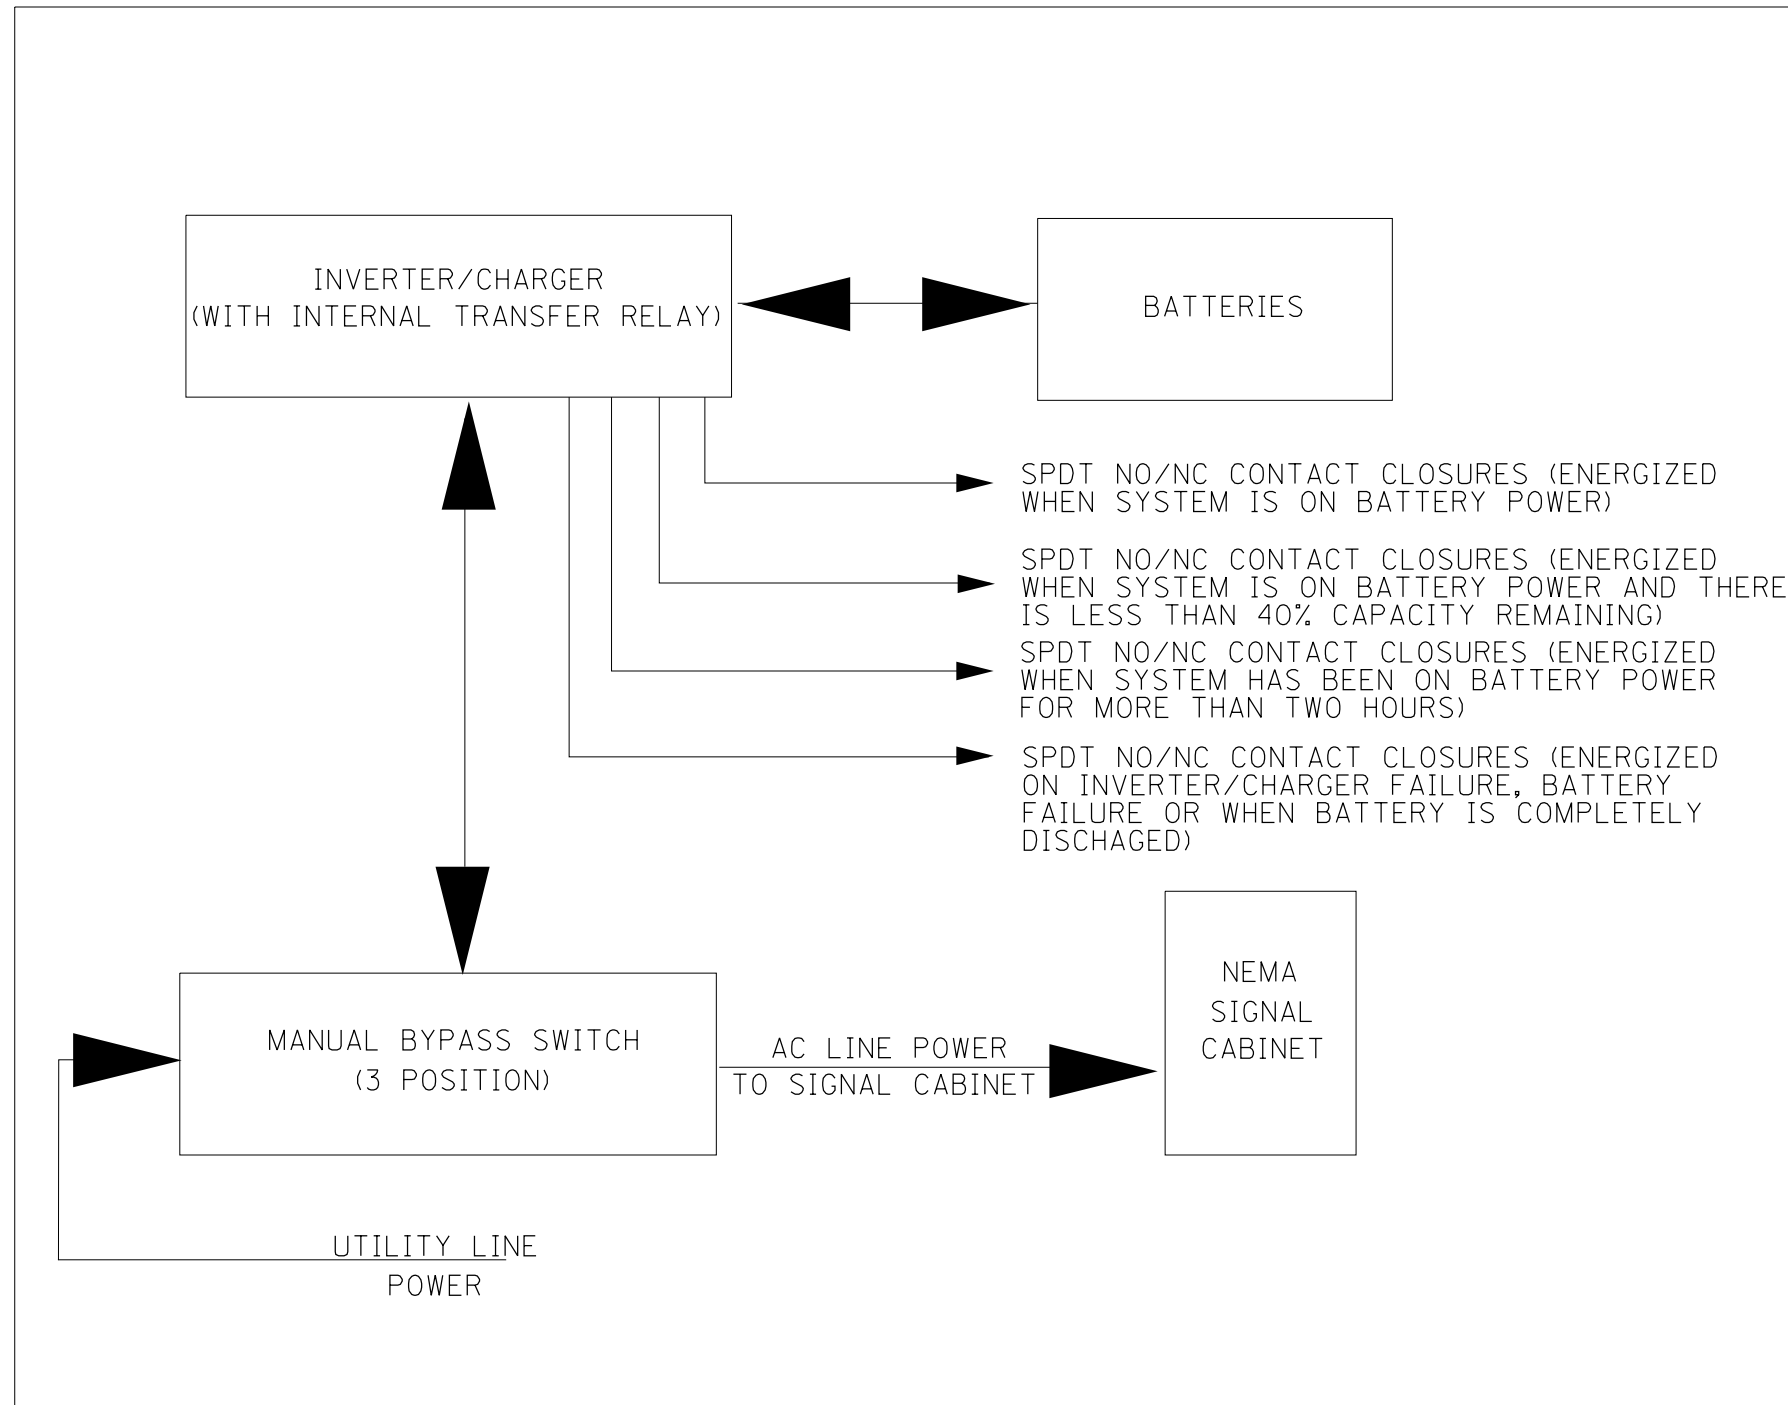 INVERTER/CHARGER
(WITH INTERNAL TRANSFER RELAY)
BATTERIES
SPDT NO/NC CONTACT CLOSURES (ENERGIZED
WHEN SYSTEM IS ON BATTERY POWER)
SPDT NO/NC CONTACT CLOSURES (ENERGIZED
WHEN SYSTEM IS ON BATTERY POWER AND THERE
IS LESS THAN 40% CAPACITY REMAINING)
SPDT NO/NC CONTACT CLOSURES (ENERGIZED
WHEN SYSTEM HAS BEEN ON BATTERY POWER
FOR MORE THAN TWO HOURS)
SPDT NO/NC CONTACT CLOSURES (ENERGIZED
ON INVERTER/CHARGER FAILURE, BATTERY
FAILURE OR WHEN BATTERY IS COMPLETELY
DISCHAGED)
MANUAL BYPASS SWITCH
(3 POSITION)
AC LINE POWER
TO SIGNAL CABINET
NEMA
SIGNAL
CABINET
UTILITY LINE
POWER